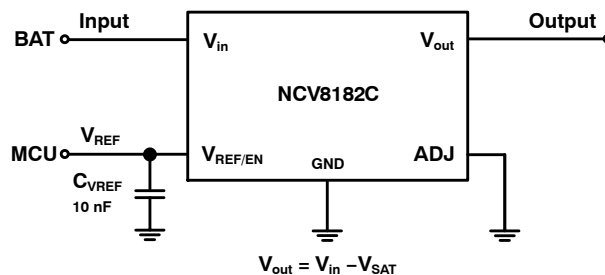 Input
Output
BAT
Vin
Vout
NCV8182C
VREF
MCU
VREF/EN
GND
ADJ
CVREF
10 nF
Vout = Vin −VSAT